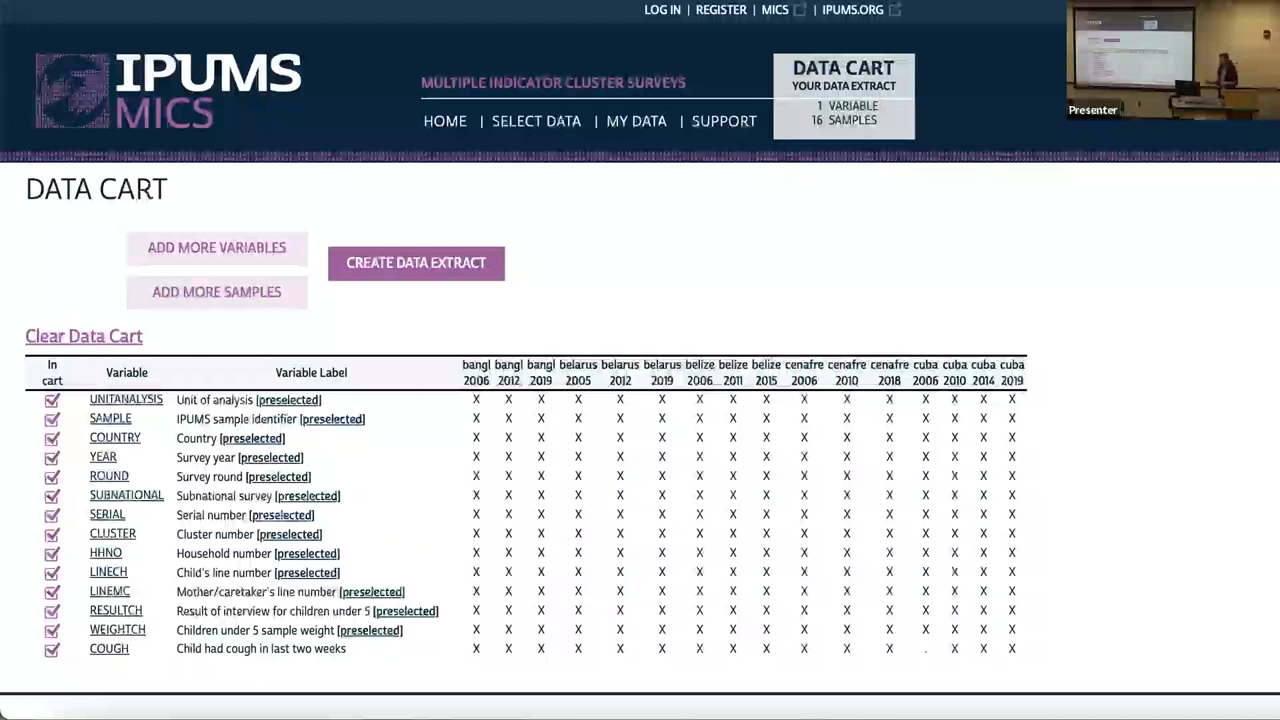 LOG IN | REGISTER | MICS | IPUMS.ORG
IPUMS
MICS
MULTIPLE INDICATOR CLUSTER SURVEYS
HOME | SELECT DATA | MY DATA | SUPPORT
DATA CART
YOUR DATA EXTRACT
1 VARIABLE
16 SAMPLES
Presenter
DATA CART
ADD MORE VARIABLES
CREATE DATA EXTRACT
ADD MORE SAMPLES
Clear Data Cart
In cart Variable Variable Label bangl 2006 bangl 2012 bangl 2019 belarus 2005 belarus 2012 belarus 2019 belize 2006 belize 2011 belize 2015 cenafre 2006 cenafre 2010 cenafre 2018 cuba 2006 cuba 2010 cuba 2014 cuba 2019
UNITANALYSIS Unit of analysis [preselected] X X X X X X X X X X X X X X X X
SAMPLE IPUMS sample identifier [preselected] X X X X X X X X X X X X X X X X
COUNTRY Country [preselected] X X X X X X X X X X X X X X X X
YEAR Survey year [preselected] X X X X X X X X X X X X X X X X
ROUND Survey round [preselected] X X X X X X X X X X X X X X X X
SUBNATIONAL Subnational survey [preselected] X X X X X X X X X X X X X X X X
SERIAL Serial number [preselected] X X X X X X X X X X X X X X X X
CLUSTER Cluster number [preselected] X X X X X X X X X X X X X X X X
HHNO Household number [preselected] X X X X X X X X X X X X X X X X
LINECH Child's line number [preselected] X X X X X X X X X X X X X X X X
LINEMC Mother/caretaker's line number [preselected] X X X X X X X X X X X X X X X X
RESULTCH Result of interview for children under 5 [preselected] X X X X X X X X X X X X X X X X
WEIGHTCH Children under 5 sample weight [preselected] X X X X X X X X X X X X X X X X
COUGH Child had cough in last two weeks X X X X X X X X X X X X . X X X